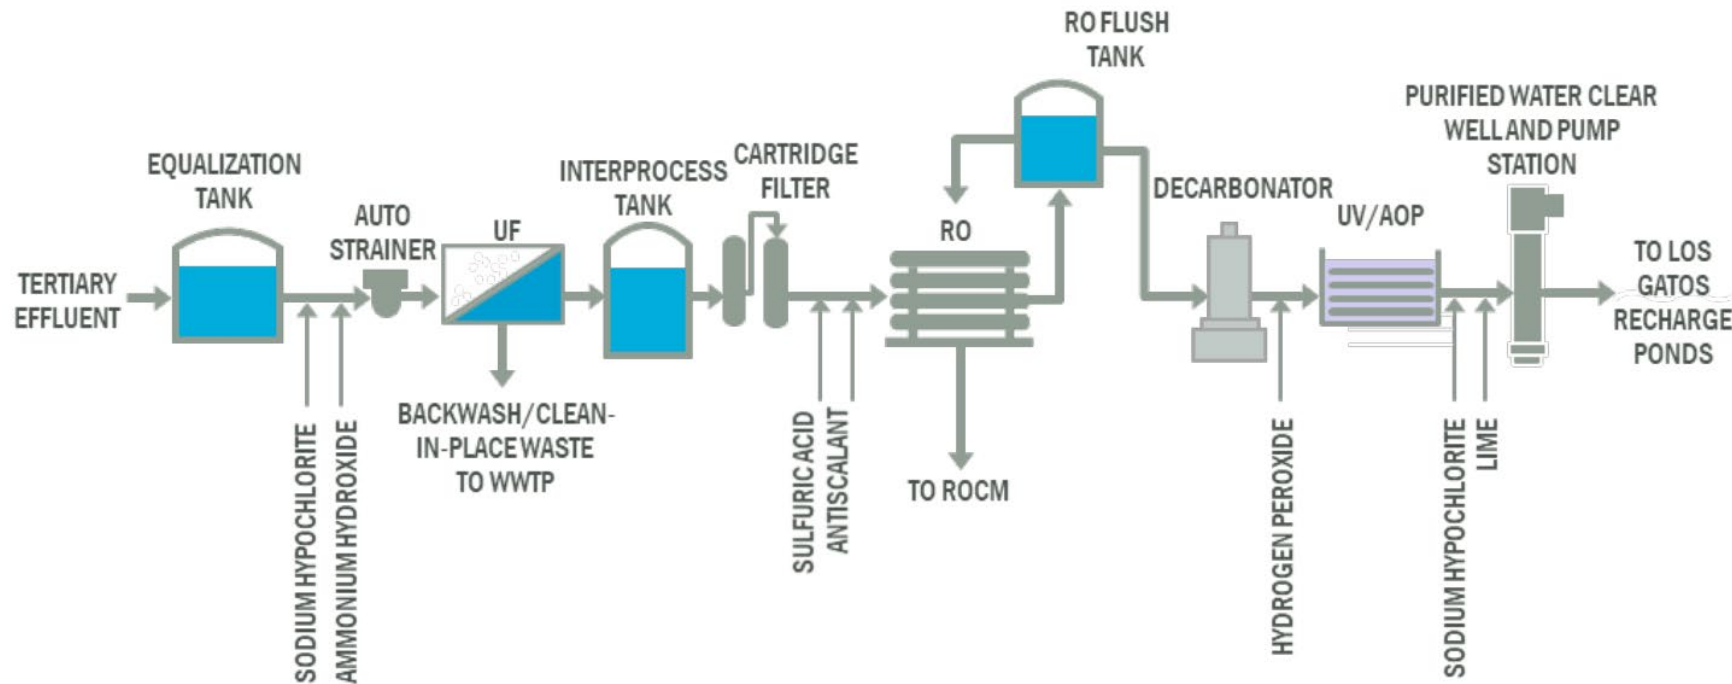 RO FLUSH
TANK
PURIFIED WATER CLEAR
WELL AND PUMP
STATION
EQUALIZATION
TANK
INTERPROCESS
TANK
CARTRIDGE
FILTER
DECARBONATOR
AUTO
STRAINER
UF
RO
UV/AOP
TERTIARY
EFFLUENT
TO LOS
GATOS
RECHARGE
PONDS
BACKWASH/CLEAN-
IN-PLACE WASTE
TO WWTP
TO ROCM
SODIUM HYPOCHLORITE
AMMONIUM HYDROXIDE
SULFURIC ACID
ANTISCALANT
HYDROGEN PEROXIDE
SODIUM HYPOCHLORITE
LIME